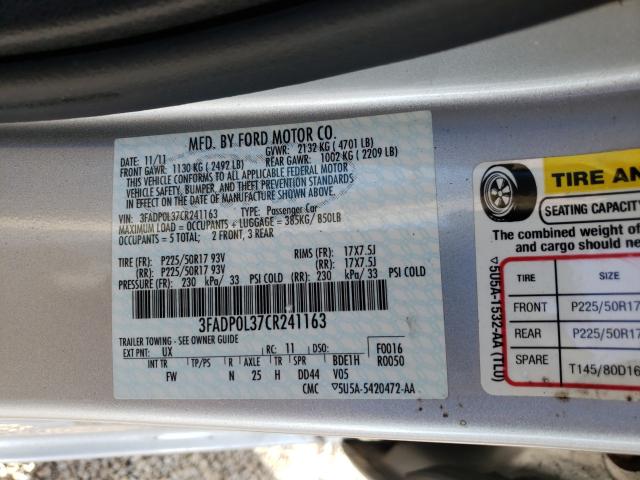 MFD. BY FORD MOTOR CO.
DATE: 11/11 GVWR: 2132 KG ( 4701 LB)
FRONT GAWR: 1130 KG ( 2492 LB) REAR GAWR: 1002 KG ( 2209 LB)
THIS VEHICLE CONFORMS TO ALL APPLICABLE FEDERAL MOTOR
VEHICLE SAFETY, BUMPER, AND THEFT PREVENTION STANDARDS
IN EFFECT ON THE DATE OF MANUFACTURE SHOWN ABOVE.
VIN: 3FADP0L37CR241163 TYPE: Passenger Car
MAXIMUM LOAD = OCCUPANTS + LUGGAGE = 385KG/ 850LB
OCCUPANTS = 5 TOTAL; 2 FRONT, 3 REAR
TIRE (FR): P225/50R17 93V RIMS (FR): 17X7.5J
(RR): P225/50R17 93V (RR): 17X7.5J
PRESSURE (FR): 230 kPa/ 33 PSI COLD (RR): 230 kPa/ 33 PSI COLD
3FADP0L37CR241163
TRAILER TOWING - SEE OWNER GUIDE
EXT PNT: UX RC: 11 DSO: F0016
INT TR TP/PS R AXLE TR SPR BDE1H R0050
FW N 25 H DD44 V05
CMC ▽5U5A-5420472-AA
TIRE AN
SEATING CAPACITY
The combined weight of
and cargo should ne
TIRE SIZE
FRONT P225/50R17
REAR P225/50R17
SPARE T145/80D16
▽5U5A-1532-AA (TLU)